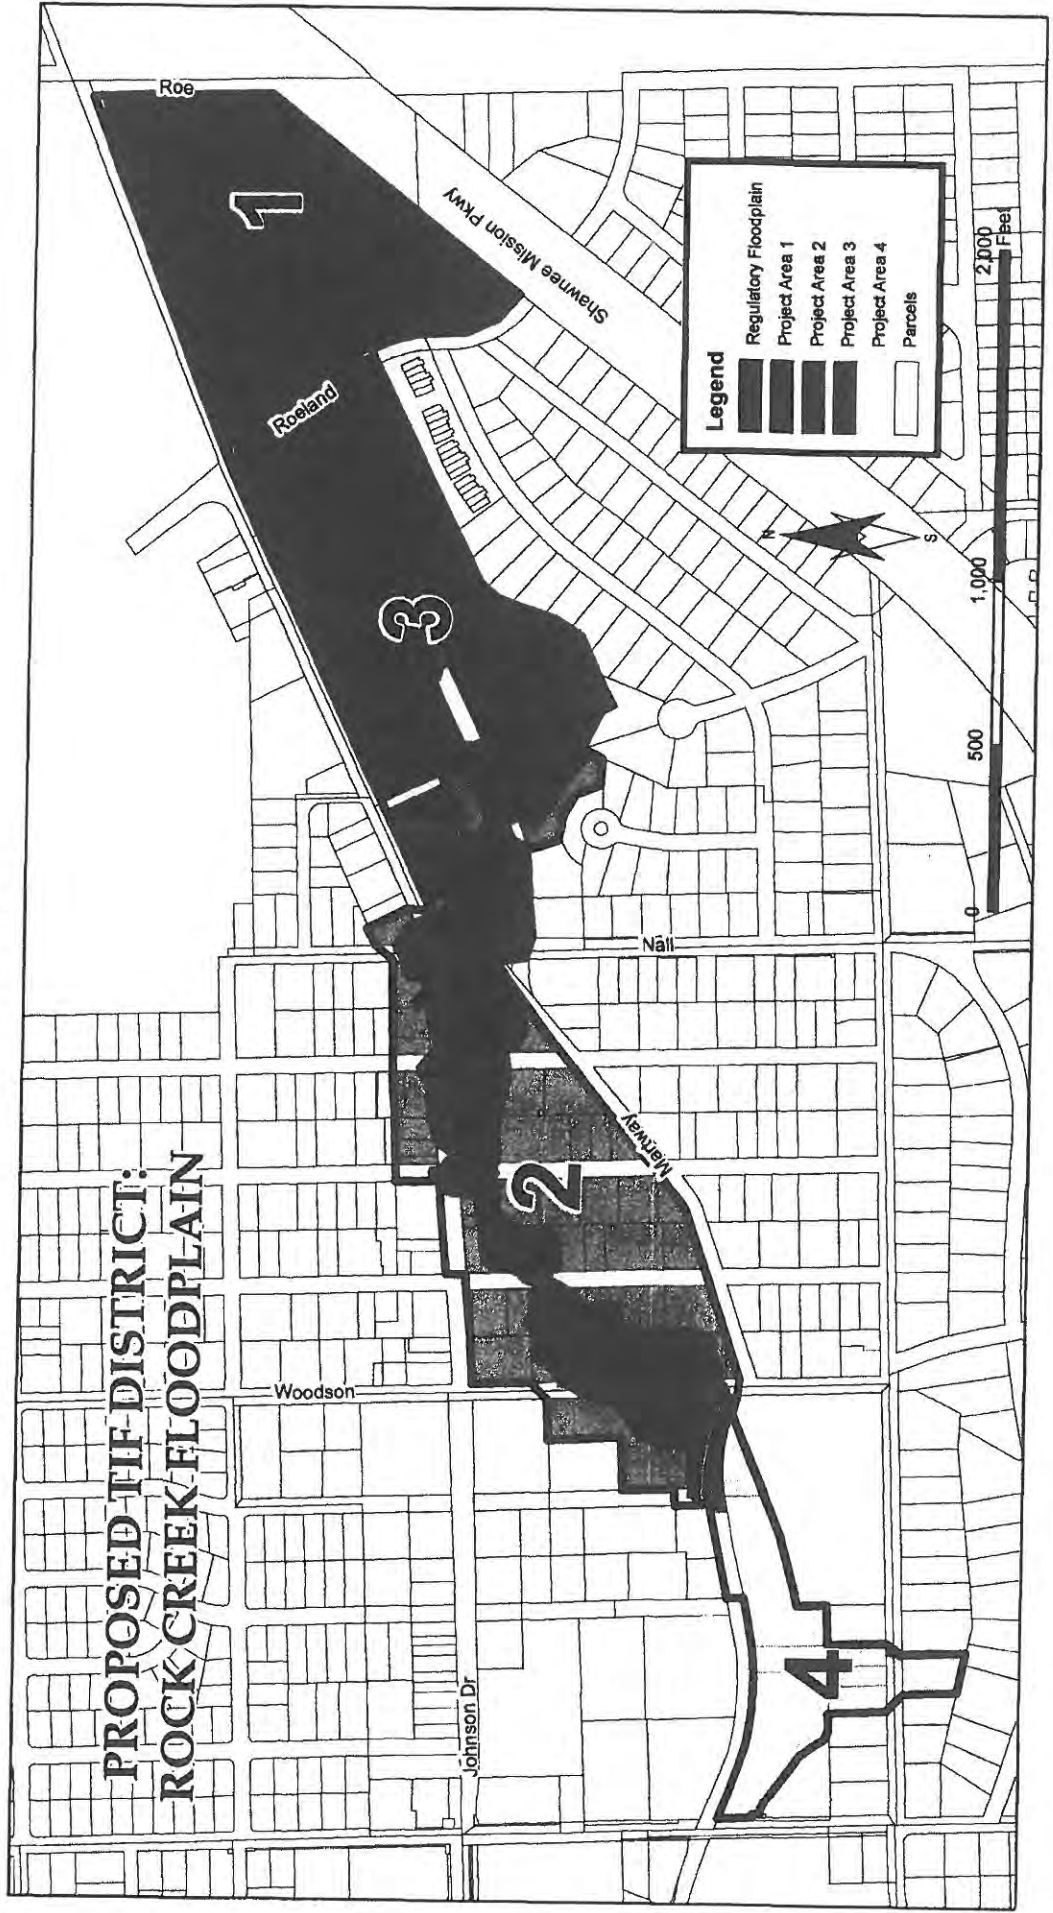 PROPOSED TIF DISTRICT:
ROCK CREEK FLOODPLAIN
Roe
1
Shawnee Mission Pkwy
Roeland
3
Nall
Martway
2
Woodson
Johnson Dr
4
Legend
Regulatory Floodplain
Project Area 1
Project Area 2
Project Area 3
Project Area 4
Parcels
N
S
0
500
1,000
2,000
Feet